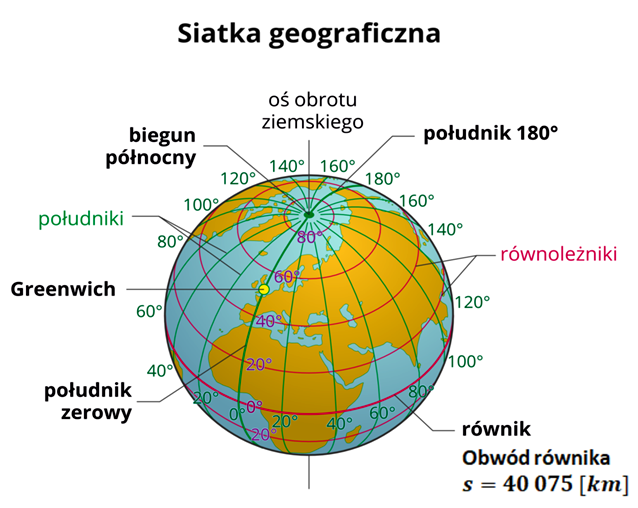 Siatka geograficzna
oś obrotu
ziemskiego
biegun
północny
południk 180°
140°
160°
120°
180°
100°
160°
południki
80°
140°
80°
równoleżniki
Greenwich
60°
60°
120°
40°
100°
40°
20°
południk
zerowy
20°
0°
0°
20°
20°
40°
60°
80°
równik
Obwód równika
s = 40 075 [km]